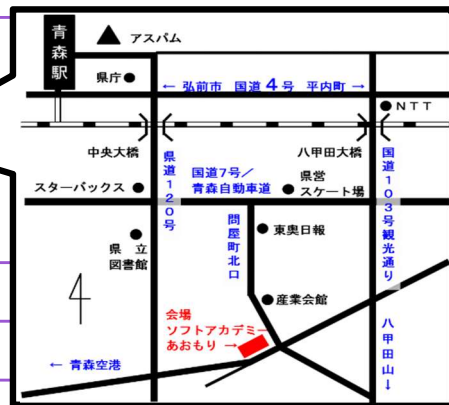 青森駅
アスパム
県庁
← 弘前市 国道４号 平内町 →
ＮＴＴ
中央大橋
八甲田大橋
県道１２０号
国道7号／
青森自動車道
県営
スケート場
国道１０３号観光通り
スターバックス
県立
図書館
問屋町北口
東奥日報
産業会館
会場
ソフトアカデミー
あおもり →
← 青森空港
八甲田山↓